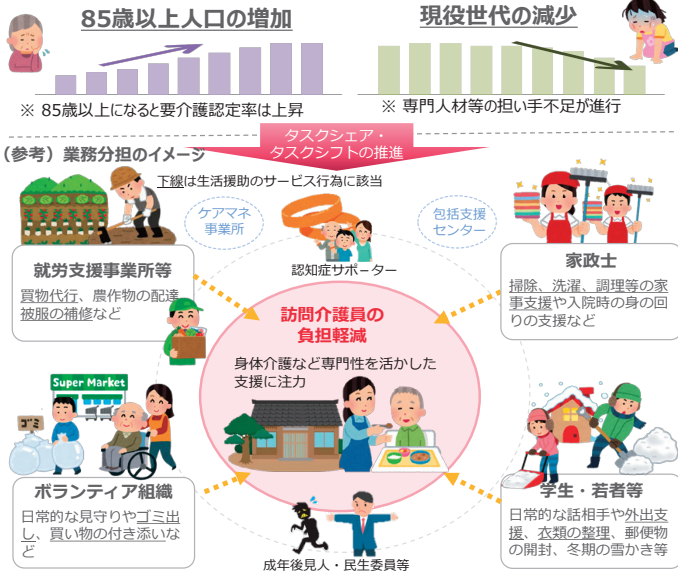 85歳以上人口の増加
現役世代の減少
※ 85歳以上になると要介護認定率は上昇
※ 専門人材等の担い手不足が進行
タスクシェア・
タスクシフトの推進
(参考) 業務分担のイメージ
下線は生活援助のサービス行為に該当
ケアマネ
事業所
包括支援
センター
認知症サポーター
就労支援事業所等
買物代行、農作物の配達
被服の補修など
家政士
掃除、洗濯、調理等の家
事支援や入院時の身の回
りの支援など
訪問介護員の
負担軽減
身体介護など専門性を活かした
支援に注力
Super Market
ゴミ
ボランティア組織
日常的な見守りやゴミ出
し、買い物の付き添いな
ど
学生・若者等
日常的な話相手や外出支
援、衣類の整理、郵便物
の開封、冬期の雪かき等
成年後見人・民生委員等